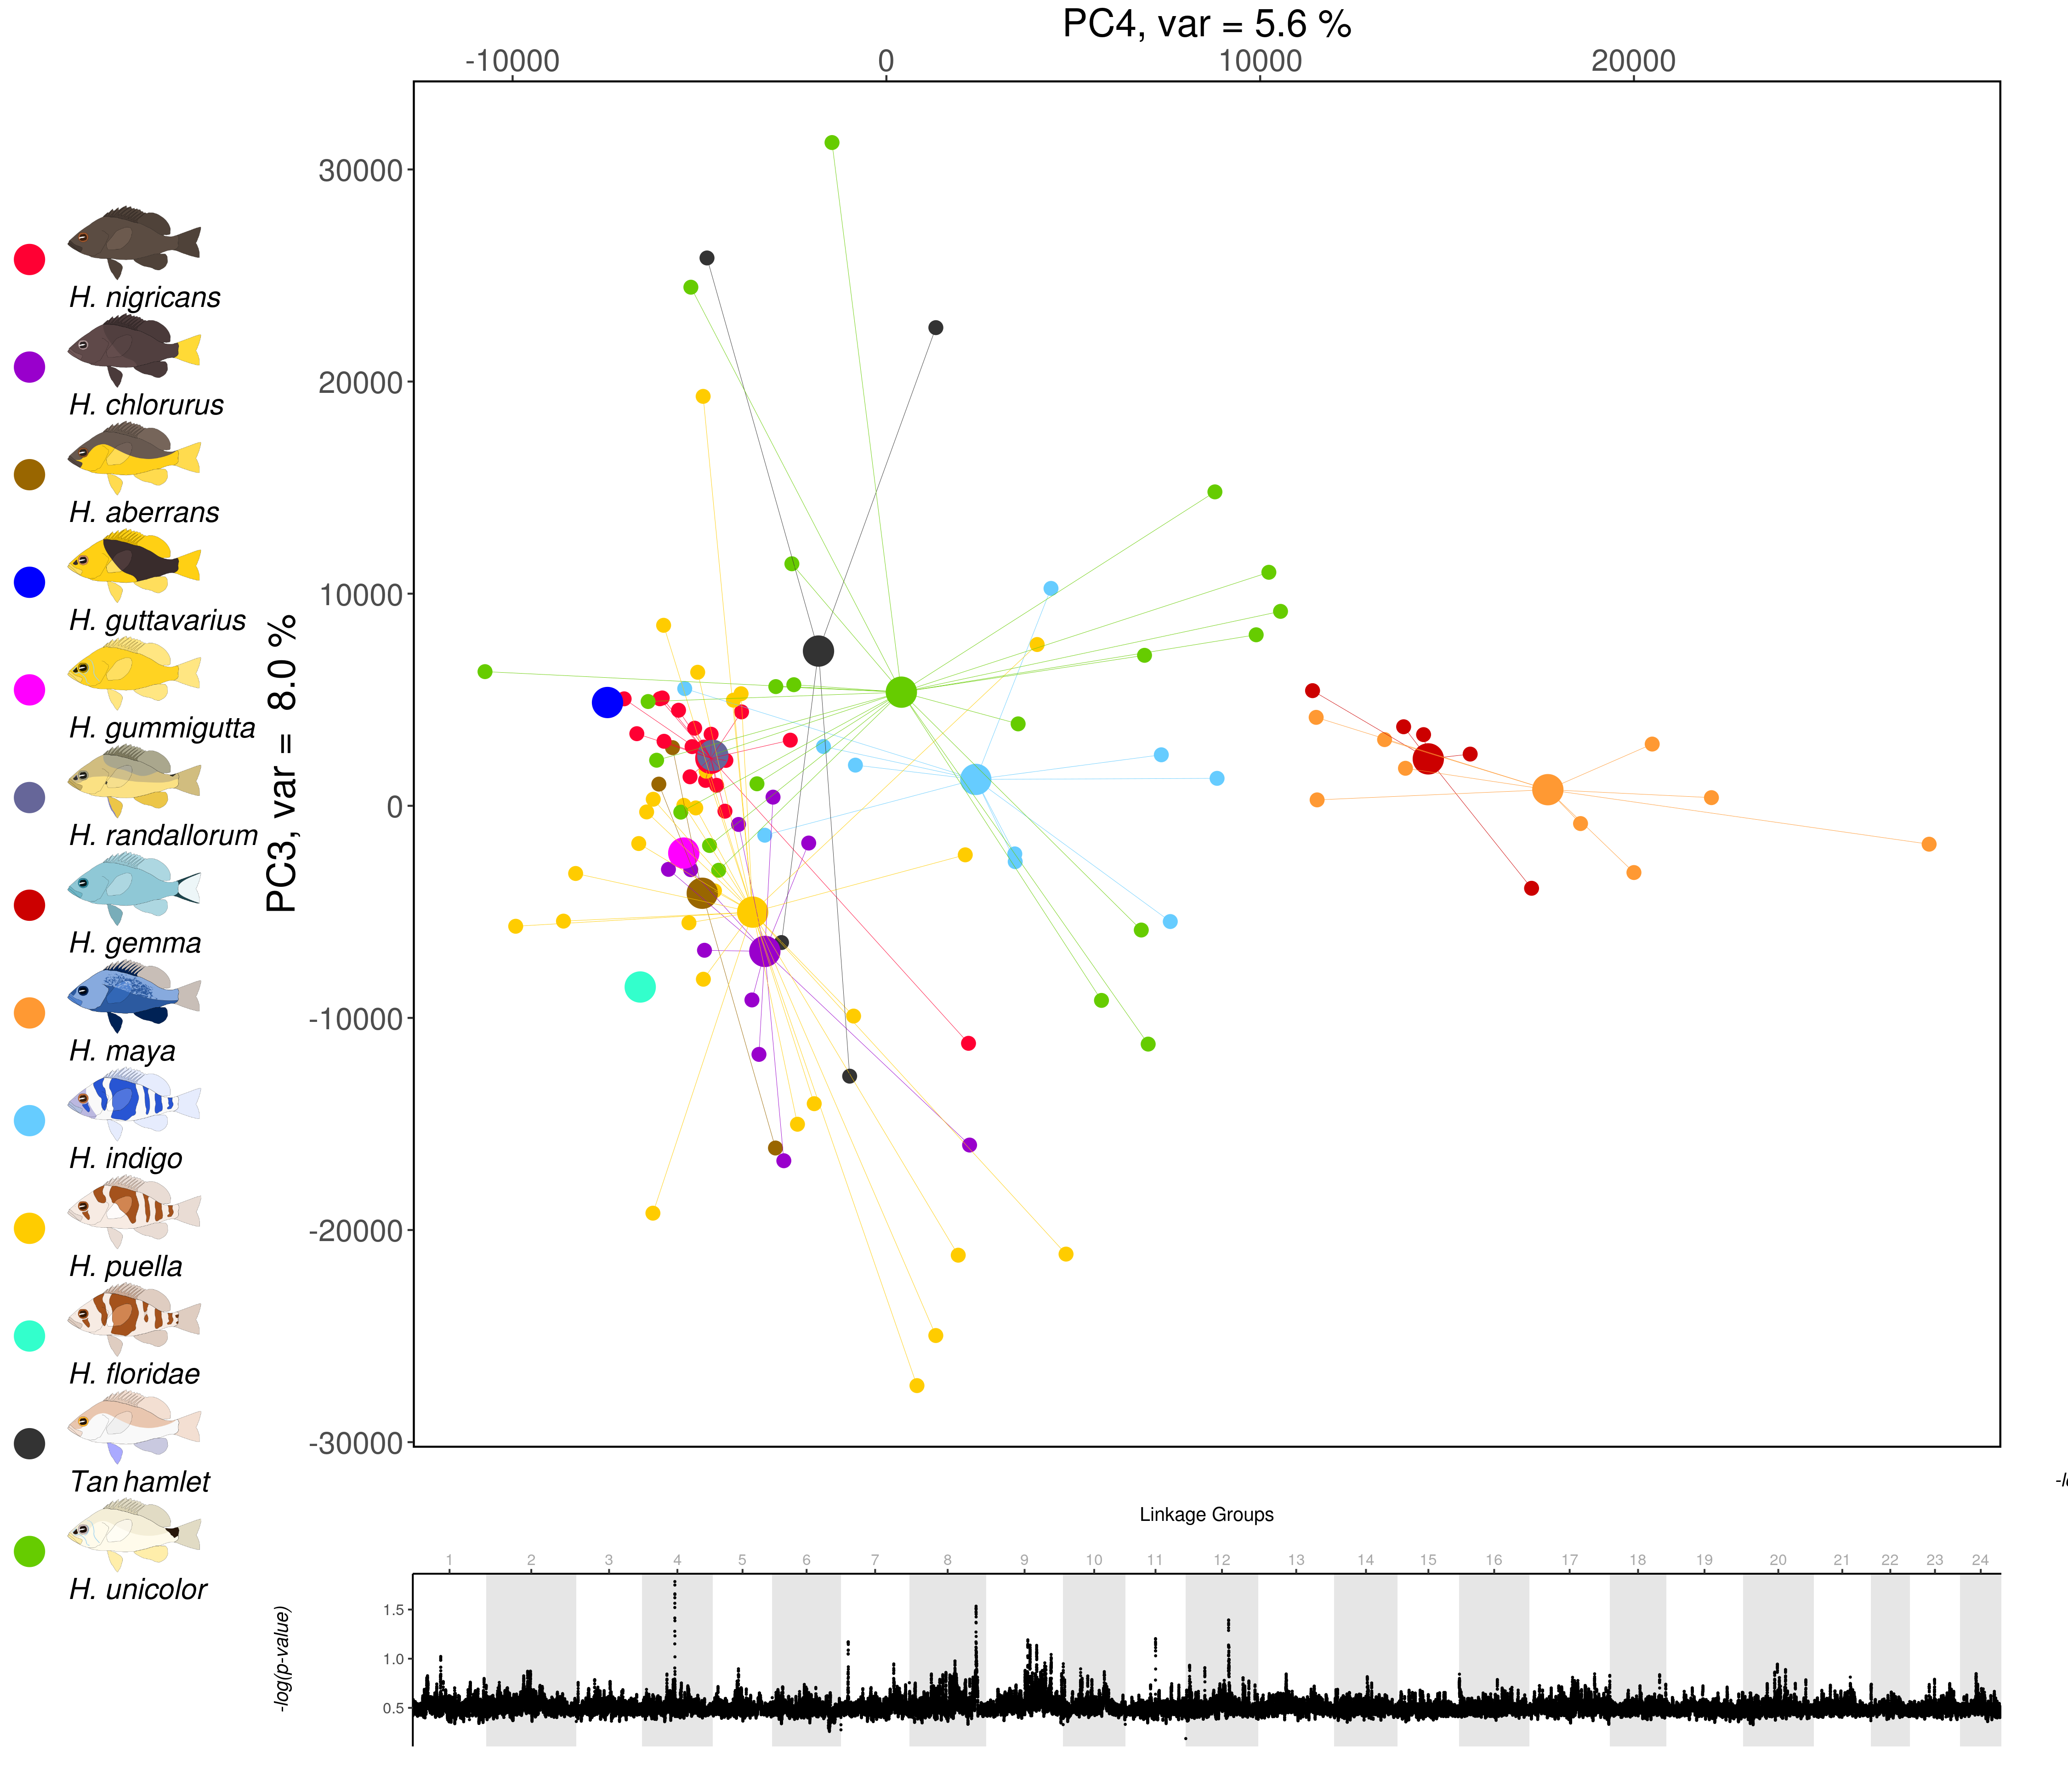 PC4, var = 5.6 %
-10000 0 10000 20000
30000
20000
10000
0
-10000
-20000
-30000
PC3, var = 8.0 %
H. nigricans
H. chlorurus
H. aberrans
H. guttavarius
H. gummigutta
H. randallorum
H. gemma
H. maya
H. indigo
H. puella
H. floridae
Tan hamlet
H. unicolor
Linkage Groups
1 2 3 4 5 6 7 8 9 10 11 12 13 14 15 16 17 18 19 20 21 22 23 24
1.5
1.0
0.5
-log(p-value)